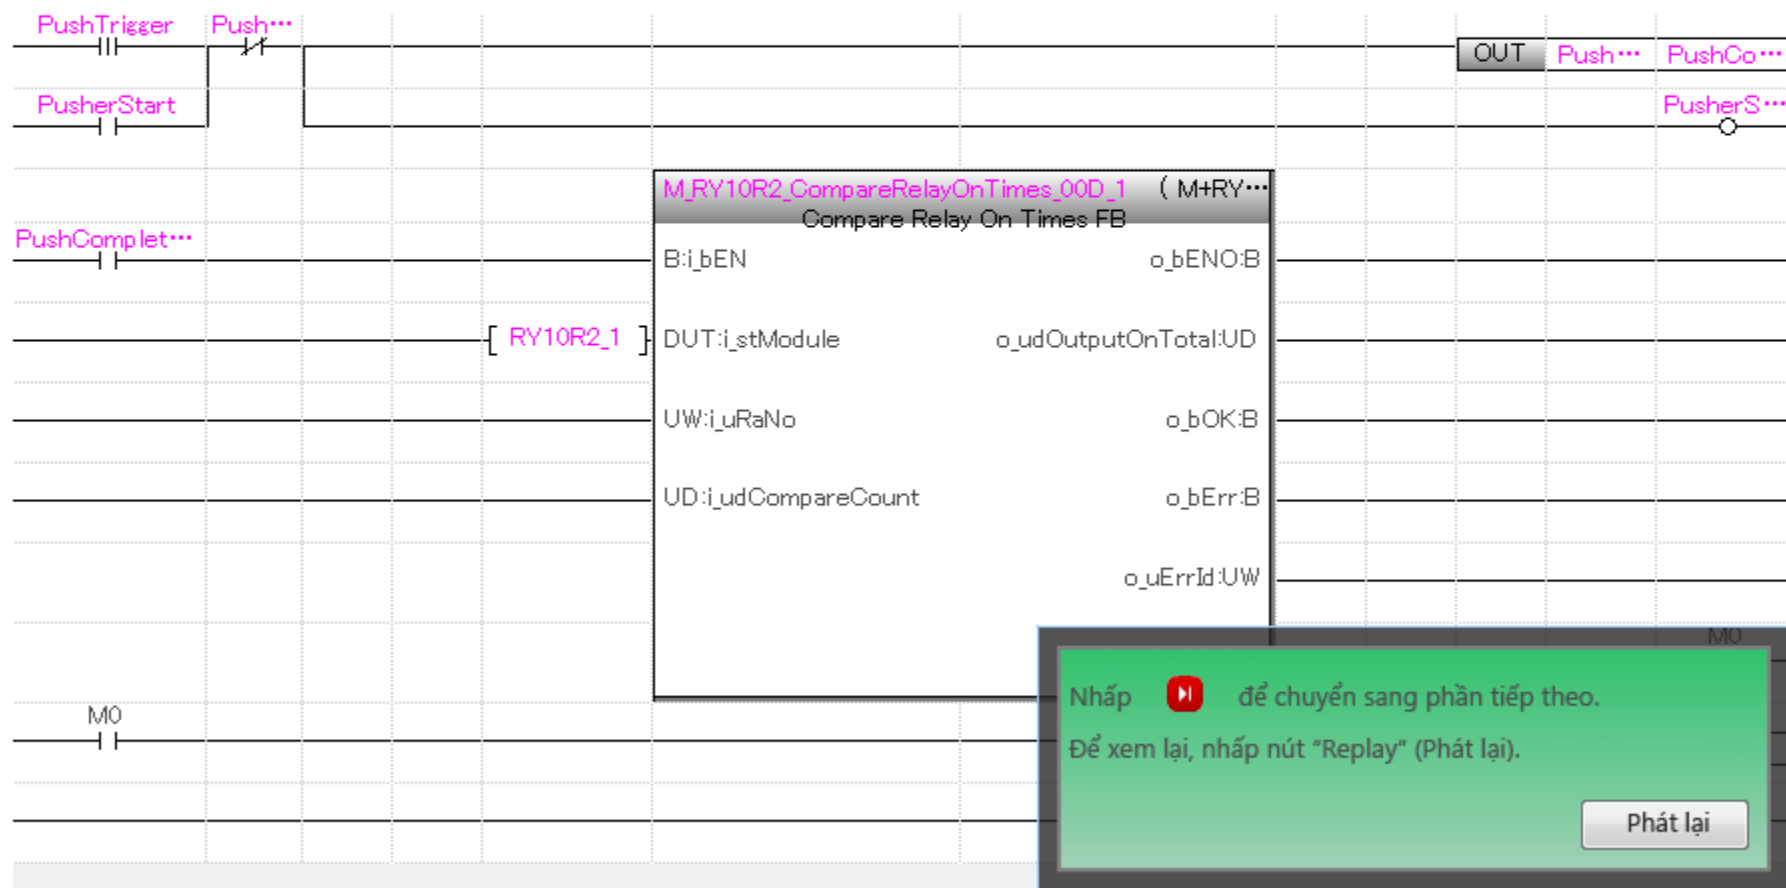 PushTrigger Push…
OUT Push… PushCo…
PusherStart PusherS…
M_RY10R2_CompareRelayOnTimes_00D_1 (M+RY…
Compare Relay On Times FB
PushComplet…
B:i_bEN o_bENO:B
RY10R2_1 DUT:i_stModule o_udOutputOnTotal:UD
UW:i_uRaNo o_bOK:B
UD:i_udCompareCount o_bErr:B
o_uErrId:UW
M0
Nhấp để chuyển sang phần tiếp theo.
M0
Để xem lại, nhấp nút “Replay” (Phát lại).
Phát lại